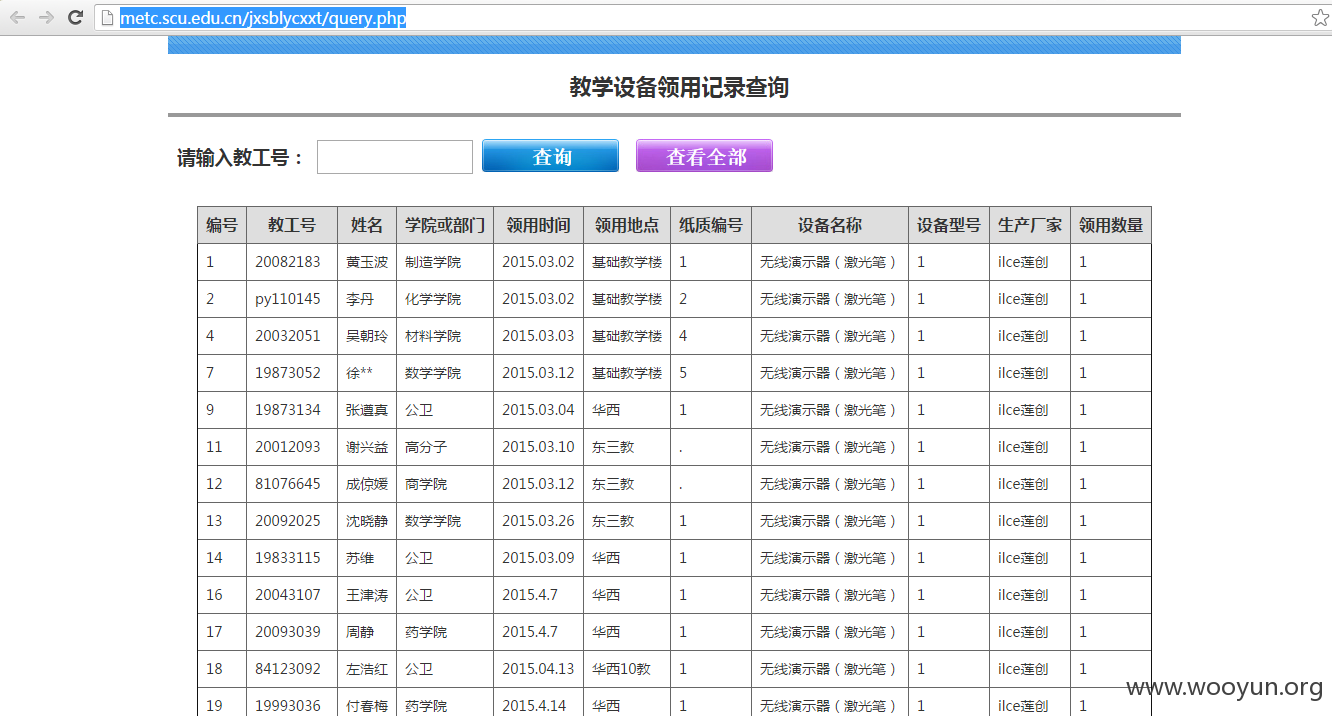 metc.scu.edu.cn/jxsblycxxt/query.php
教学设备领用记录查询
请输入教工号： 查询 查看全部
编号 教工号 姓名 学院或部门 领用时间 领用地点 纸质编号 设备名称 设备型号 生产厂家 领用数量
1 20082183 黄玉波 制造学院 2015.03.02 基础教学楼 1 无线演示器（激光笔） 1 ilce莲创 1
2 py110145 李丹 化学学院 2015.03.02 基础教学楼 2 无线演示器（激光笔） 1 ilce莲创 1
4 20032051 吴朝玲 材料学院 2015.03.03 基础教学楼 4 无线演示器（激光笔） 1 ilce莲创 1
7 19873052 徐** 数学学院 2015.03.12 基础教学楼 5 无线演示器（激光笔） 1 ilce莲创 1
9 19873134 张遵真 公卫 2015.03.04 华西 1 无线演示器（激光笔） 1 ilce莲创 1
11 20012093 谢兴益 高分子 2015.03.10 东三教 . 无线演示器（激光笔） 1 ilce莲创 1
12 81076645 成倞媛 商学院 2015.03.12 东三教 . 无线演示器（激光笔） 1 ilce莲创 1
13 20092025 沈晓静 数学学院 2015.03.26 东三教 1 无线演示器（激光笔） 1 ilce莲创 1
14 19833115 苏维 公卫 2015.03.09 华西 1 无线演示器（激光笔） 1 ilce莲创 1
16 20043107 王津涛 公卫 2015.4.7 华西 1 无线演示器（激光笔） 1 ilce莲创 1
17 20093039 周静 药学院 2015.4.7 华西 1 无线演示器（激光笔） 1 ilce莲创 1
18 84123092 左浩红 公卫 2015.04.13 华西10教 1 无线演示器（激光笔） 1 ilce莲创 1
19 19993036 付春梅 药学院 2015.4.14 华西 1 无线演示器（激光笔） 1 ilce莲创 1
www.wooyun.org